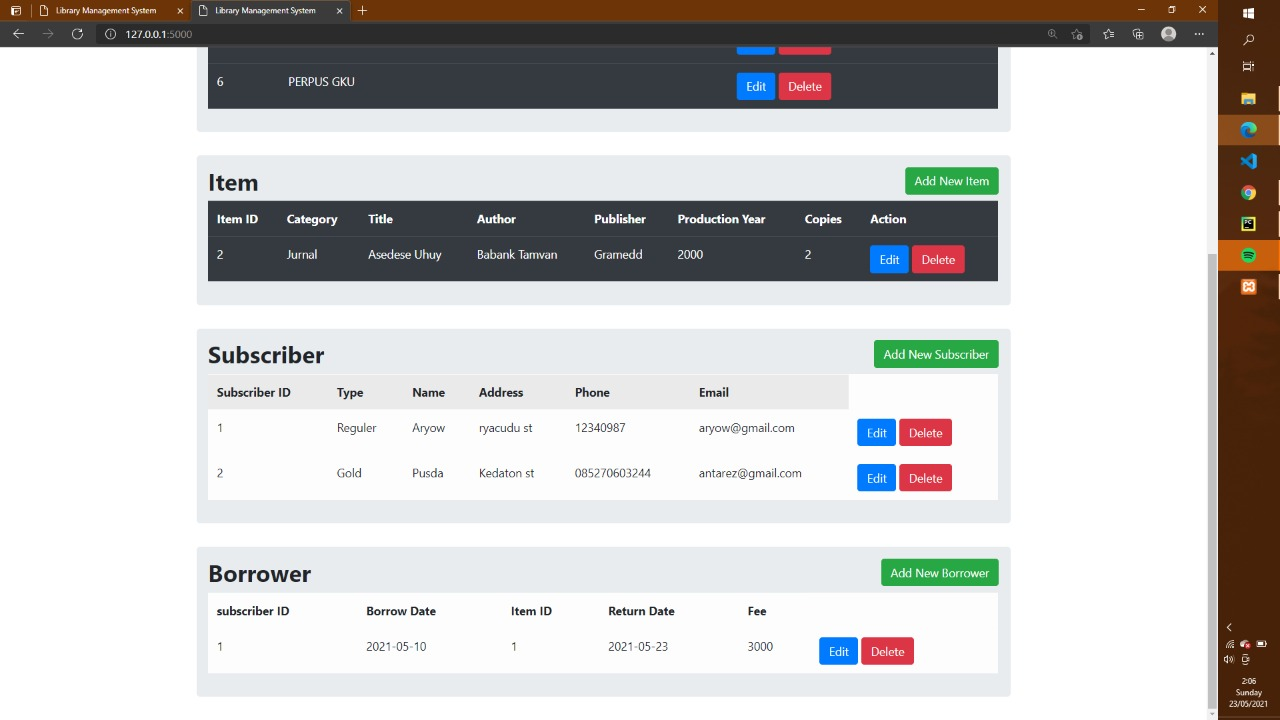 Library Management System
Library Management System
127.0.0.1:5000
6 PERPUS GKU Edit Delete
Item Add New Item
Item ID Category Title Author Publisher Production Year Copies Action
2 Jurnal Asedese Uhuy Babank Tamvan Gramedd 2000 2 Edit Delete
Subscriber Add New Subscriber
Subscriber ID Type Name Address Phone Email
1 Reguler Aryow ryacudu st 12340987 aryow@gmail.com Edit Delete
2 Gold Pusda Kedaton st 085270603244 antarez@gmail.com Edit Delete
Borrower Add New Borrower
subscriber ID Borrow Date Item ID Return Date Fee
1 2021-05-10 1 2021-05-23 3000 Edit Delete
2:06
Sunday
23/05/2021